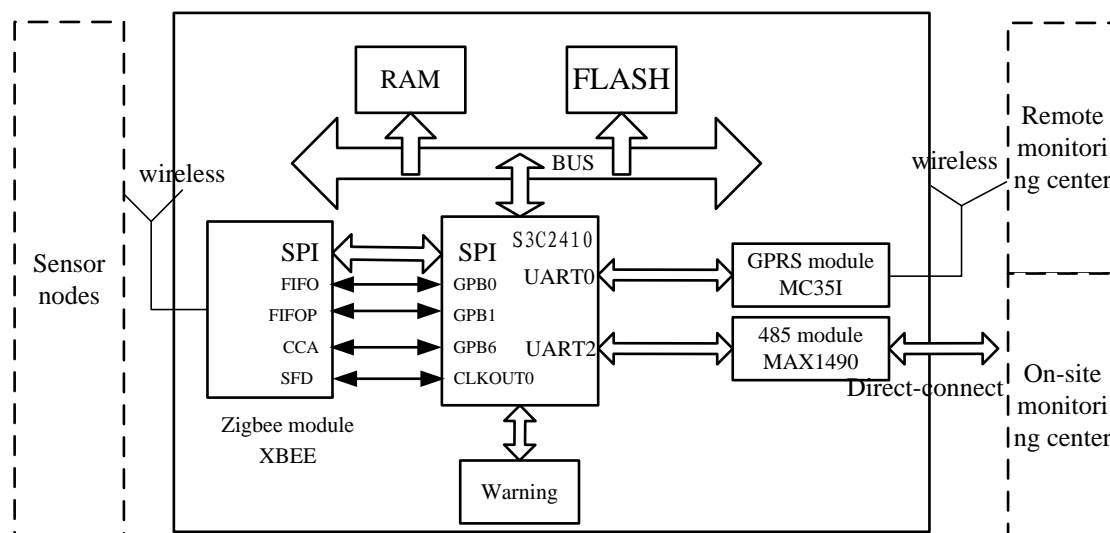 RAM
FLASH
BUS
wireless
wireless
Remote
monitori
ng center
Sensor
nodes
SPI
FIFO
FIFOP
CCA
SFD
Zigbee module
XBEE
S3C2410
SPI
GPB0
GPB1
GPB6
CLKOUT0
UART0
UART2
GPRS module
MC35I
485 module
MAX1490
Direct-connect
On-site
monitori
ng center
Warning